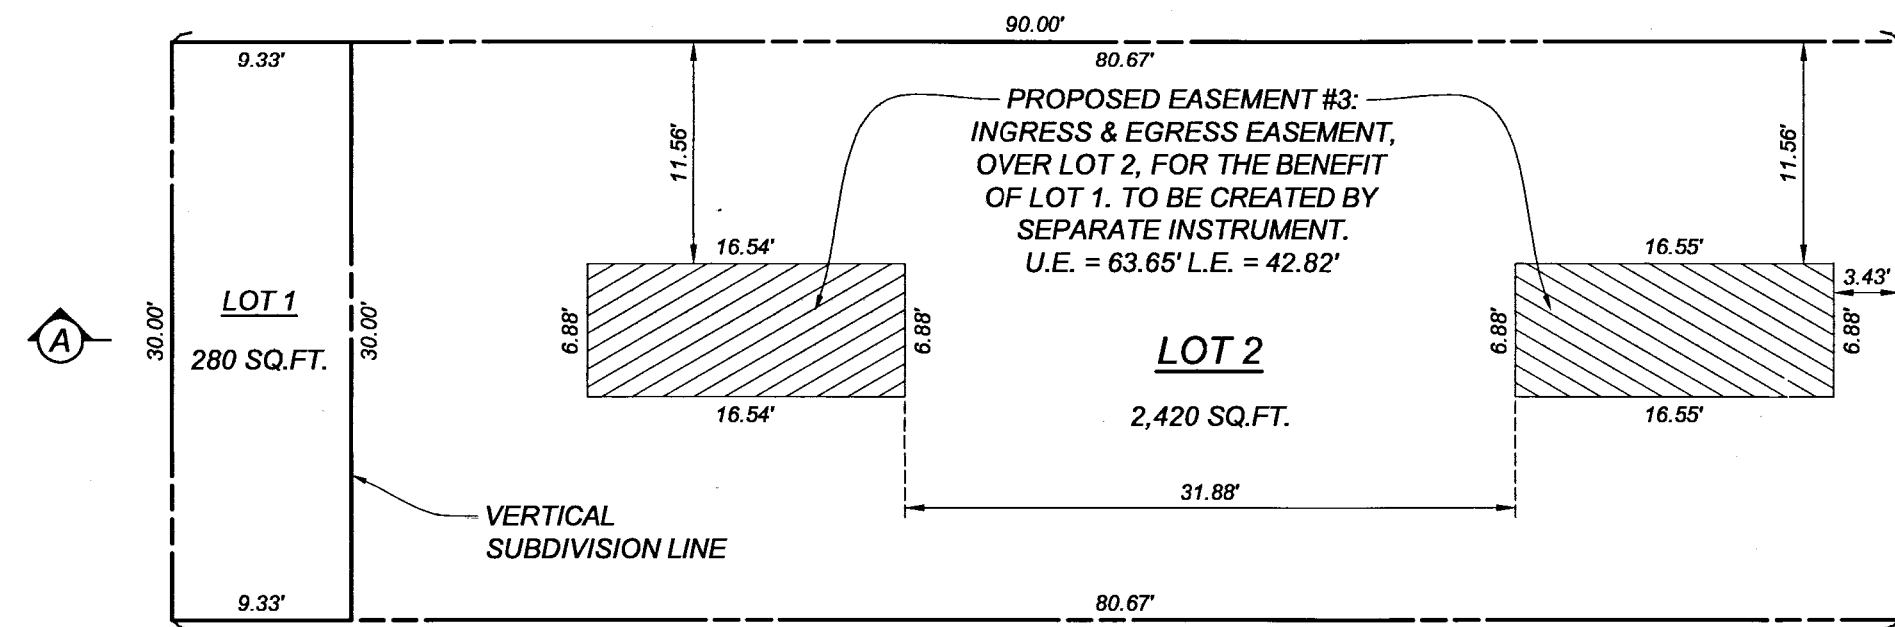 90.00'
9.33'
80.67'
PROPOSED EASEMENT #3:
INGRESS & EGRESS EASEMENT,
OVER LOT 2, FOR THE BENEFIT
OF LOT 1. TO BE CREATED BY
SEPARATE INSTRUMENT.
U.E. = 63.65' L.E. = 42.82'
11.56'
11.56'
16.54'
16.55'
3.43'
A
30.00'
LOT 1
280 SQ.FT.
30.00'
6.88'
6.88'
LOT 2
2,420 SQ.FT.
6.88'
6.88'
16.54'
16.55'
31.88'
VERTICAL
SUBDIVISION LINE
9.33'
80.67'